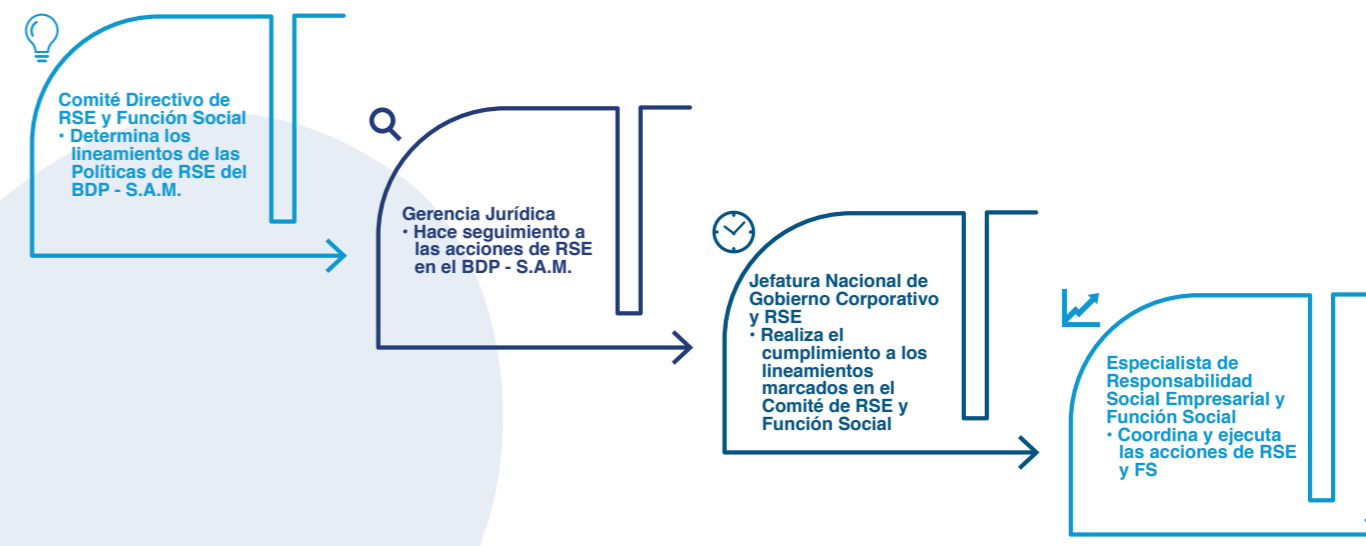 Comité Directivo de
RSE y Función Social
• Determina los
lineamientos de las
Políticas de RSE del
BDP - S.A.M.
Gerencia Jurídica
• Hace seguimiento a
las acciones de RSE
en el BDP - S.A.M.
Jefatura Nacional de
Gobierno Corporativo
y RSE
• Realiza el
cumplimiento a los
lineamientos
marcados en el
Comité de RSE y
Función Social
Especialista de
Responsabilidad
Social Empresarial y
Función Social
• Coordina y ejecuta
las acciones de RSE
y FS